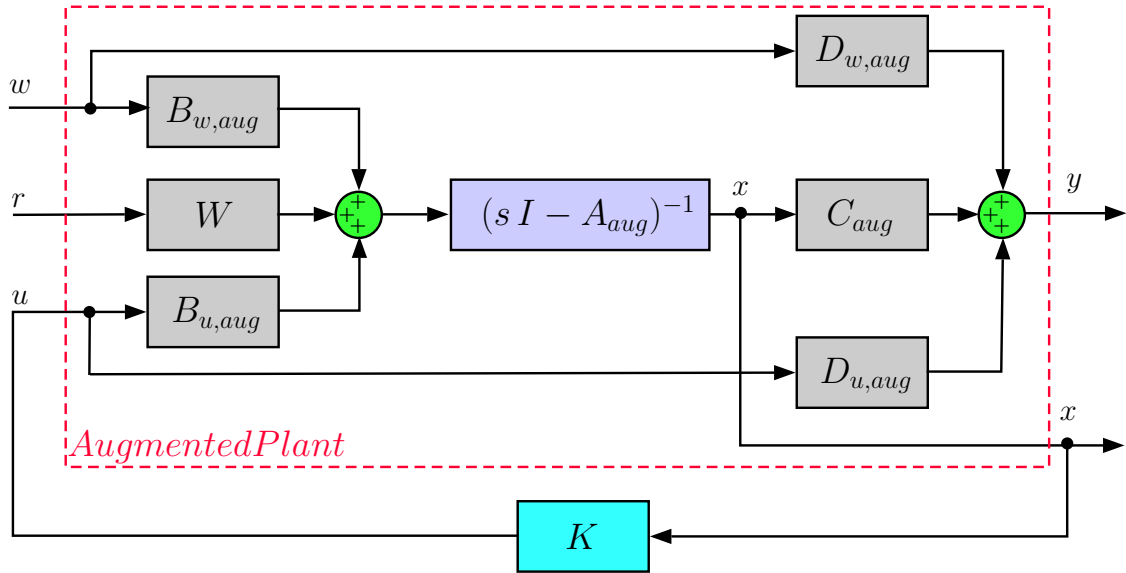 D_{w,aug}
w
B_{w,aug}
r
W
+
+
+
(s I − A_{aug})^{−1}
x
C_{aug}
+
+
+
y
u
B_{u,aug}
D_{u,aug}
x
AugmentedPlant
K